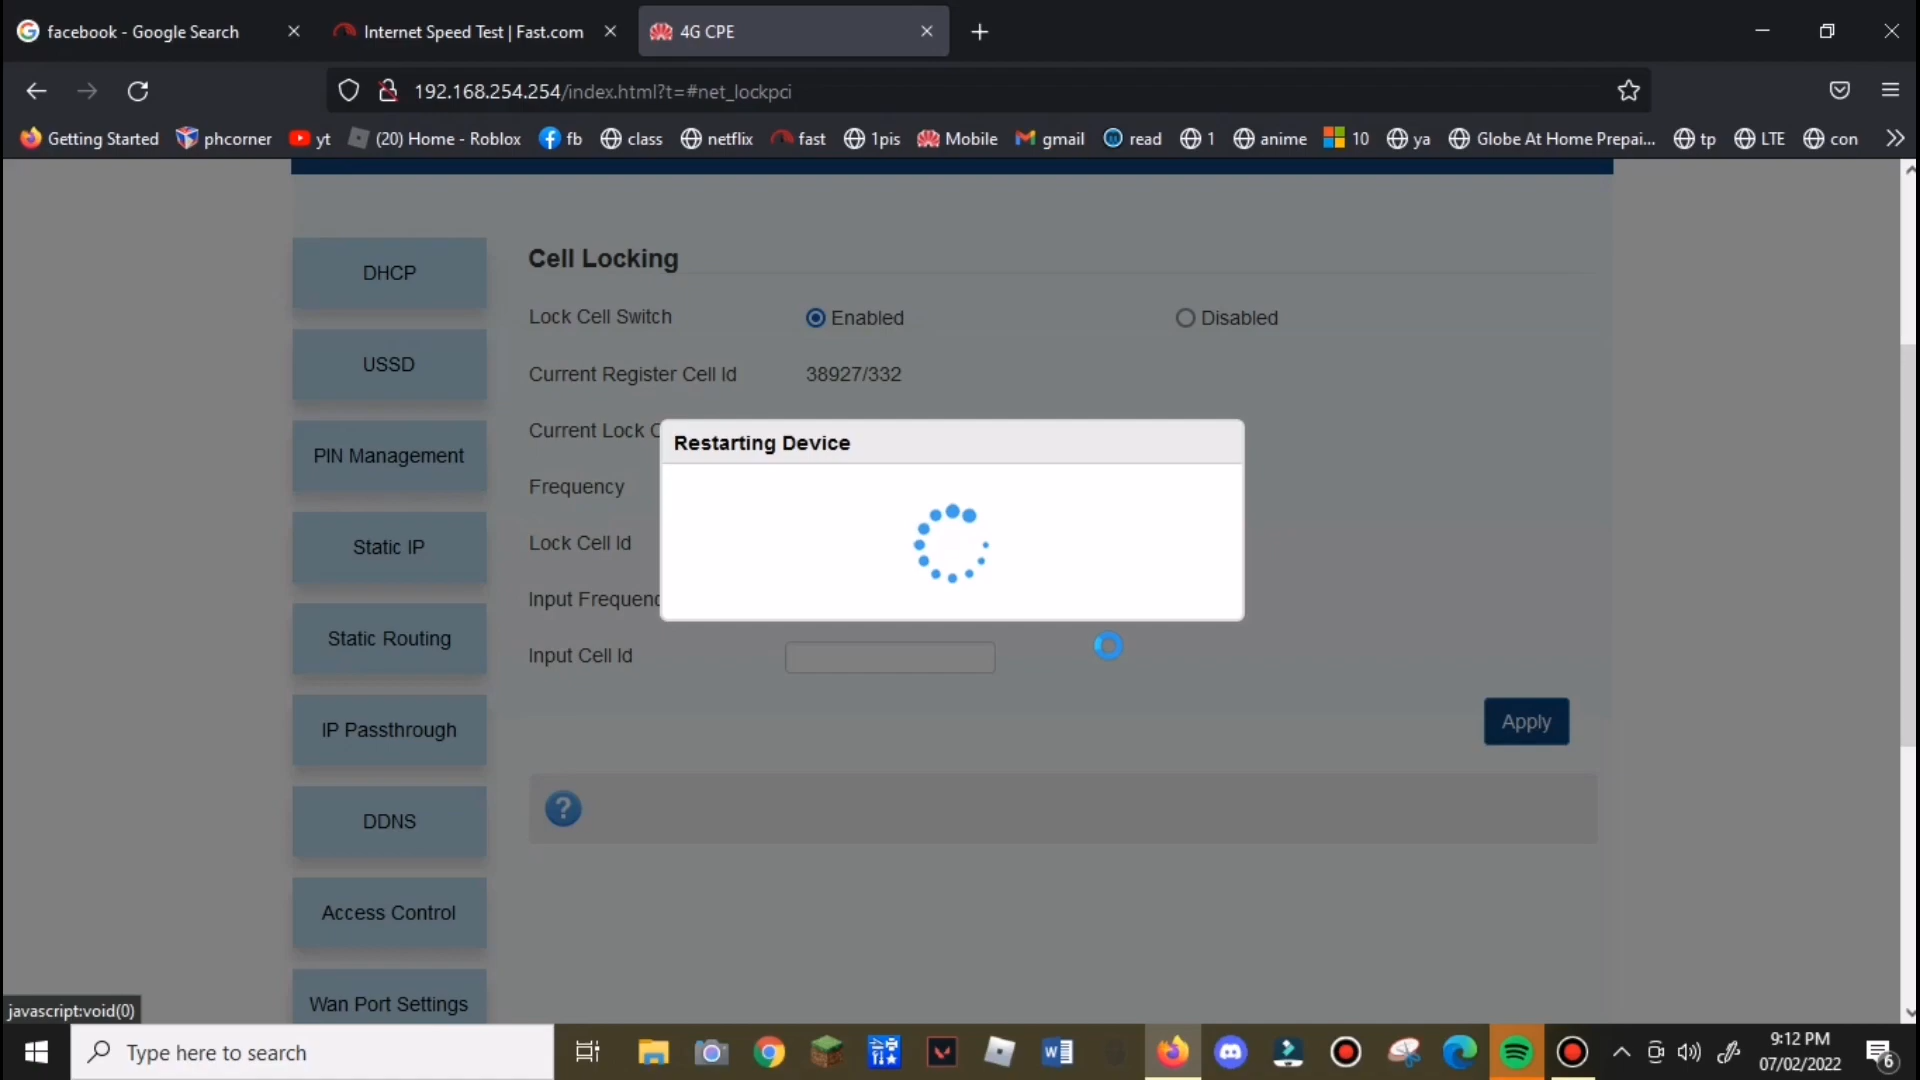 facebook - Google Search
Internet Speed Test | Fast.com
4G CPE
192.168.254.254/index.html?t=#net_lockpci
Getting Started
phcorner
yt
(20) Home - Roblox
fb
class
netflix
fast
1pis
Mobile
gmail
read
1
anime
10
ya
Globe At Home Prepai...
tp
LTE
con
DHCP
USSD
PIN Management
Static IP
Static Routing
IP Passthrough
DDNS
Access Control
Wan Port Settings
Cell Locking
Lock Cell Switch
Enabled
Disabled
Current Register Cell Id
38927/332
Current Lock
Frequency
Lock Cell Id
Input Frequenc
Input Cell Id
Restarting Device
Apply
?
javascript:void(0)
Type here to search
9:12 PM
07/02/2022
6